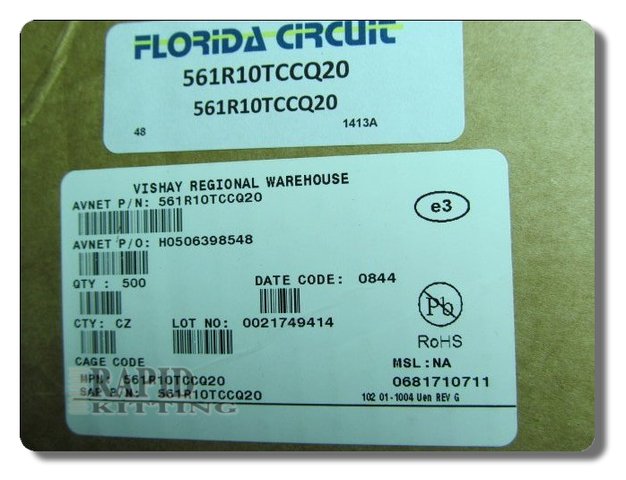 FLORIDA CIRCUIT
561R10TCCQ20
561R10TCCQ20
48 1413A
VISHAY REGIONAL WAREHOUSE
AVNET P/N: 561R10TCCQ20
e3
AVNET P/O: H0506398548
QTY : 500 DATE CODE: 0844
Pb
CTY: CZ LOT NO: 0021749414
RoHS
CAGE CODE MSL : NA
MPN: 561R10TCCQ20 0681710711
SAP P/N: 561R10TCCQ20 102 01-1004 Uen REV G
RAPID
KITTING